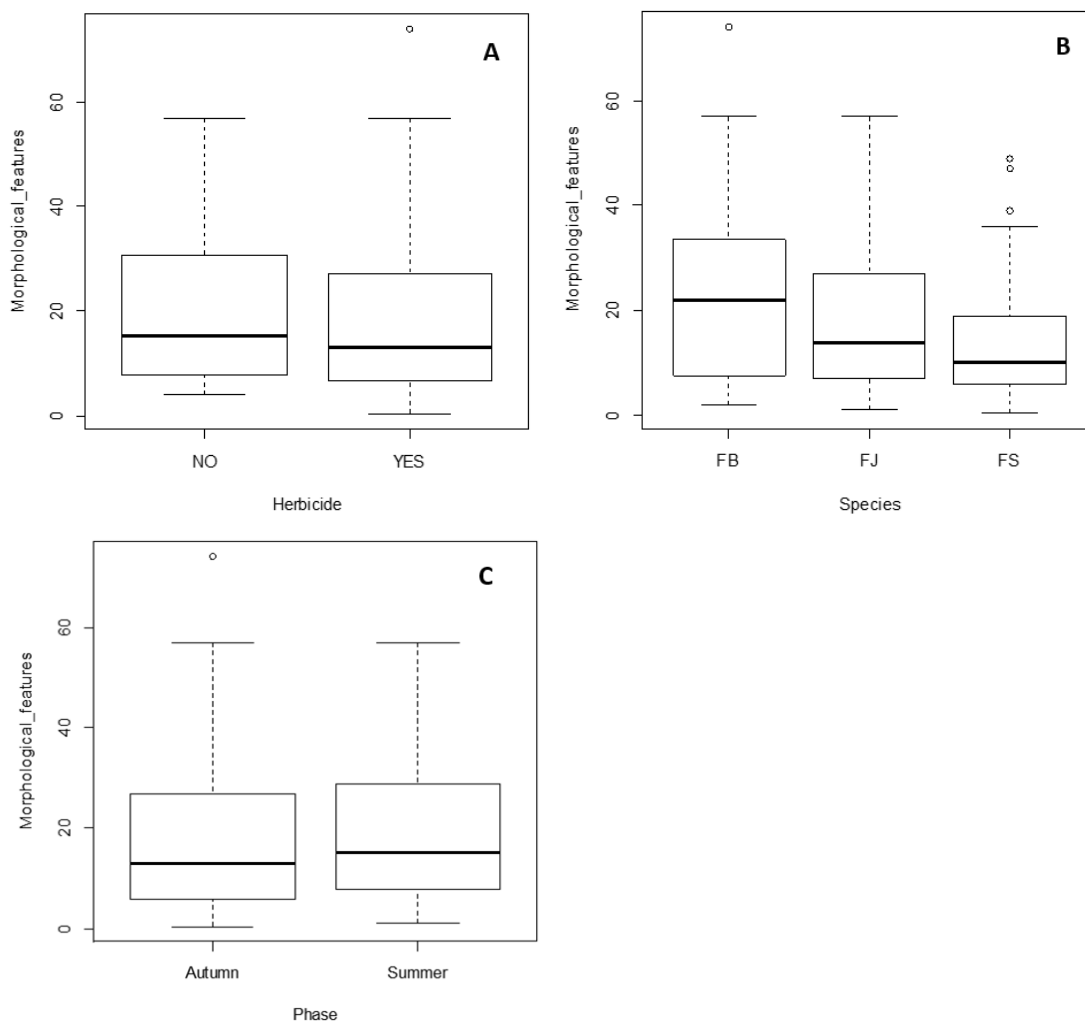 A
Morphological_features
60
40
20
0
NO
YES
Herbicide
B
Morphological_features
60
40
20
0
FB
FJ
FS
Species
C
Morphological_features
60
40
20
0
Autumn
Summer
Phase